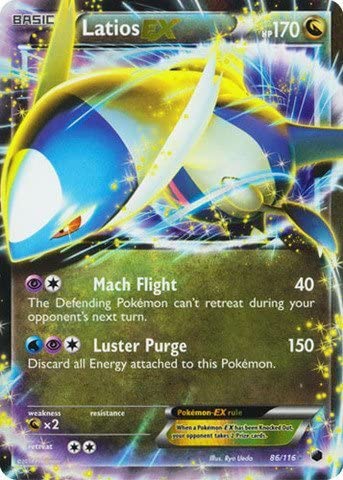 BASIC Latios EX HP170
Mach Flight 40
The Defending Pokémon can't retreat during your
opponent's next turn.
Luster Purge 150
Discard all Energy attached to this Pokémon.
weakness resistance
×2
retreat
Pokémon-EX rule
When a Pokémon-EX has been Knocked Out,
your opponent takes 2 Prize cards.
Illus. Ryo Ueda 86/116